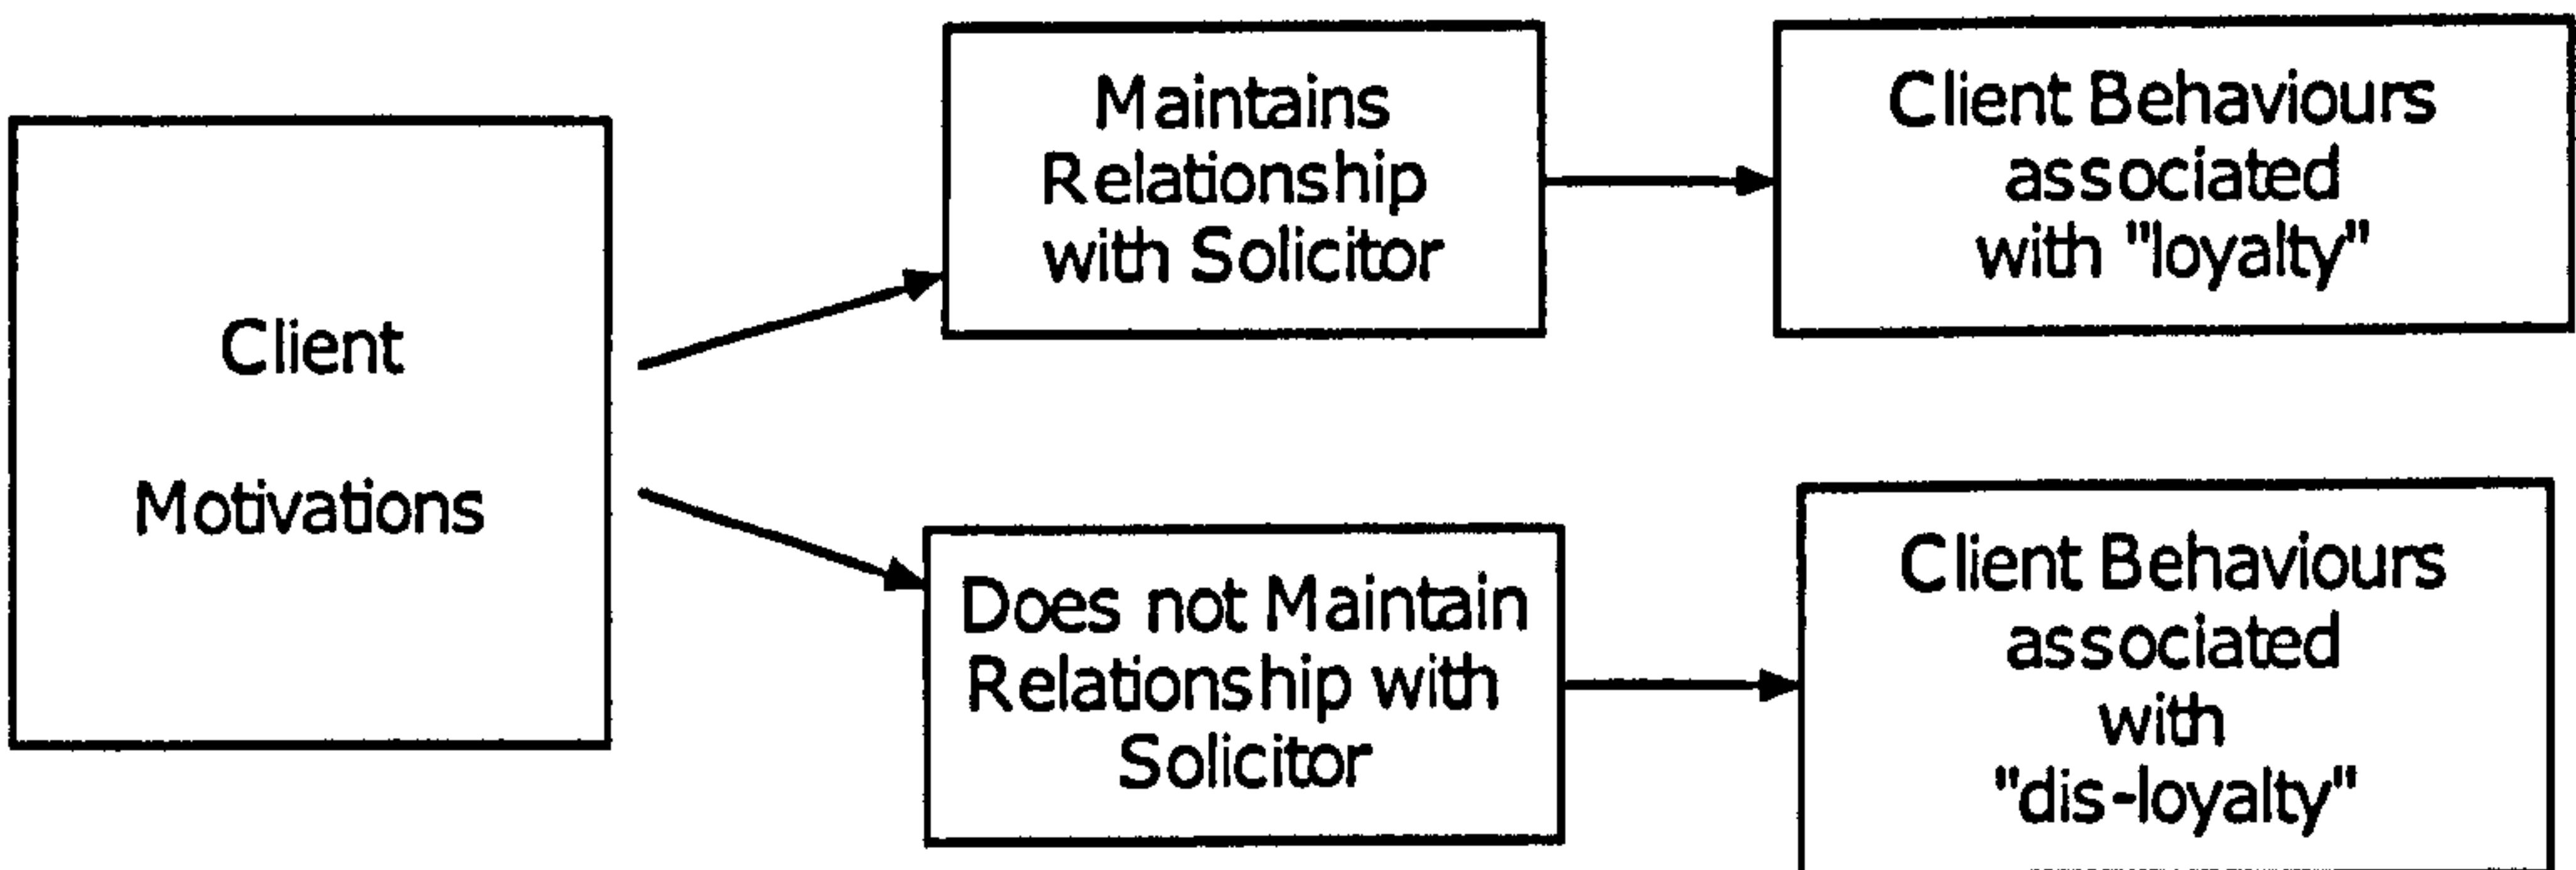 Client
Motivations
Maintains
Relationship
with Solicitor
Client Behaviours
associated
with "loyalty"
Does not Maintain
Relationship with
Solicitor
Client Behaviours
associated
with
"dis-loyalty"